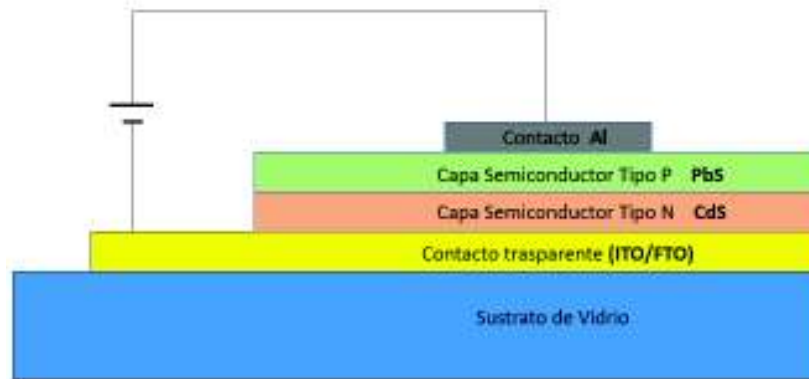 Contacto Al
Capa Semiconductor Tipo P PbS
Capa Semiconductor Tipo N CdS
Contacto trasparente (ITO/FTO)
Sustrato de Vidrio